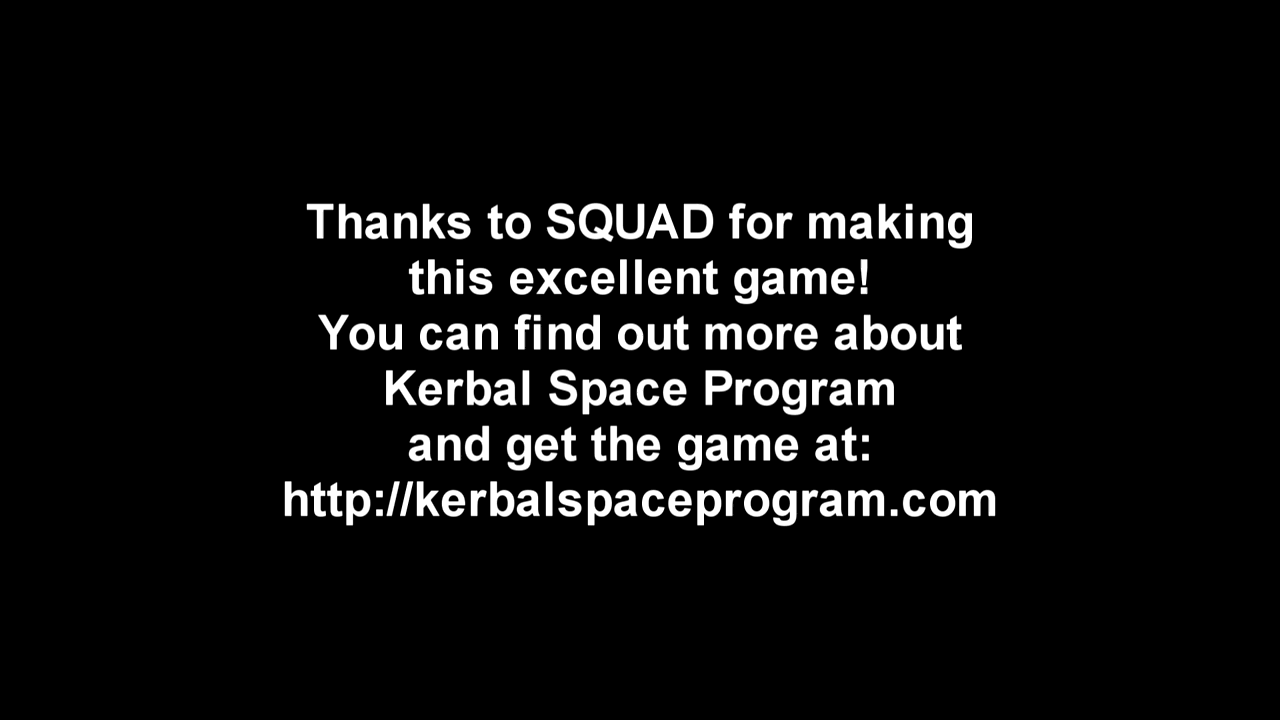 Thanks to SQUAD for making
this excellent game!
You can find out more about
Kerbal Space Program
and get the game at:
http://kerbalspaceprogram.com